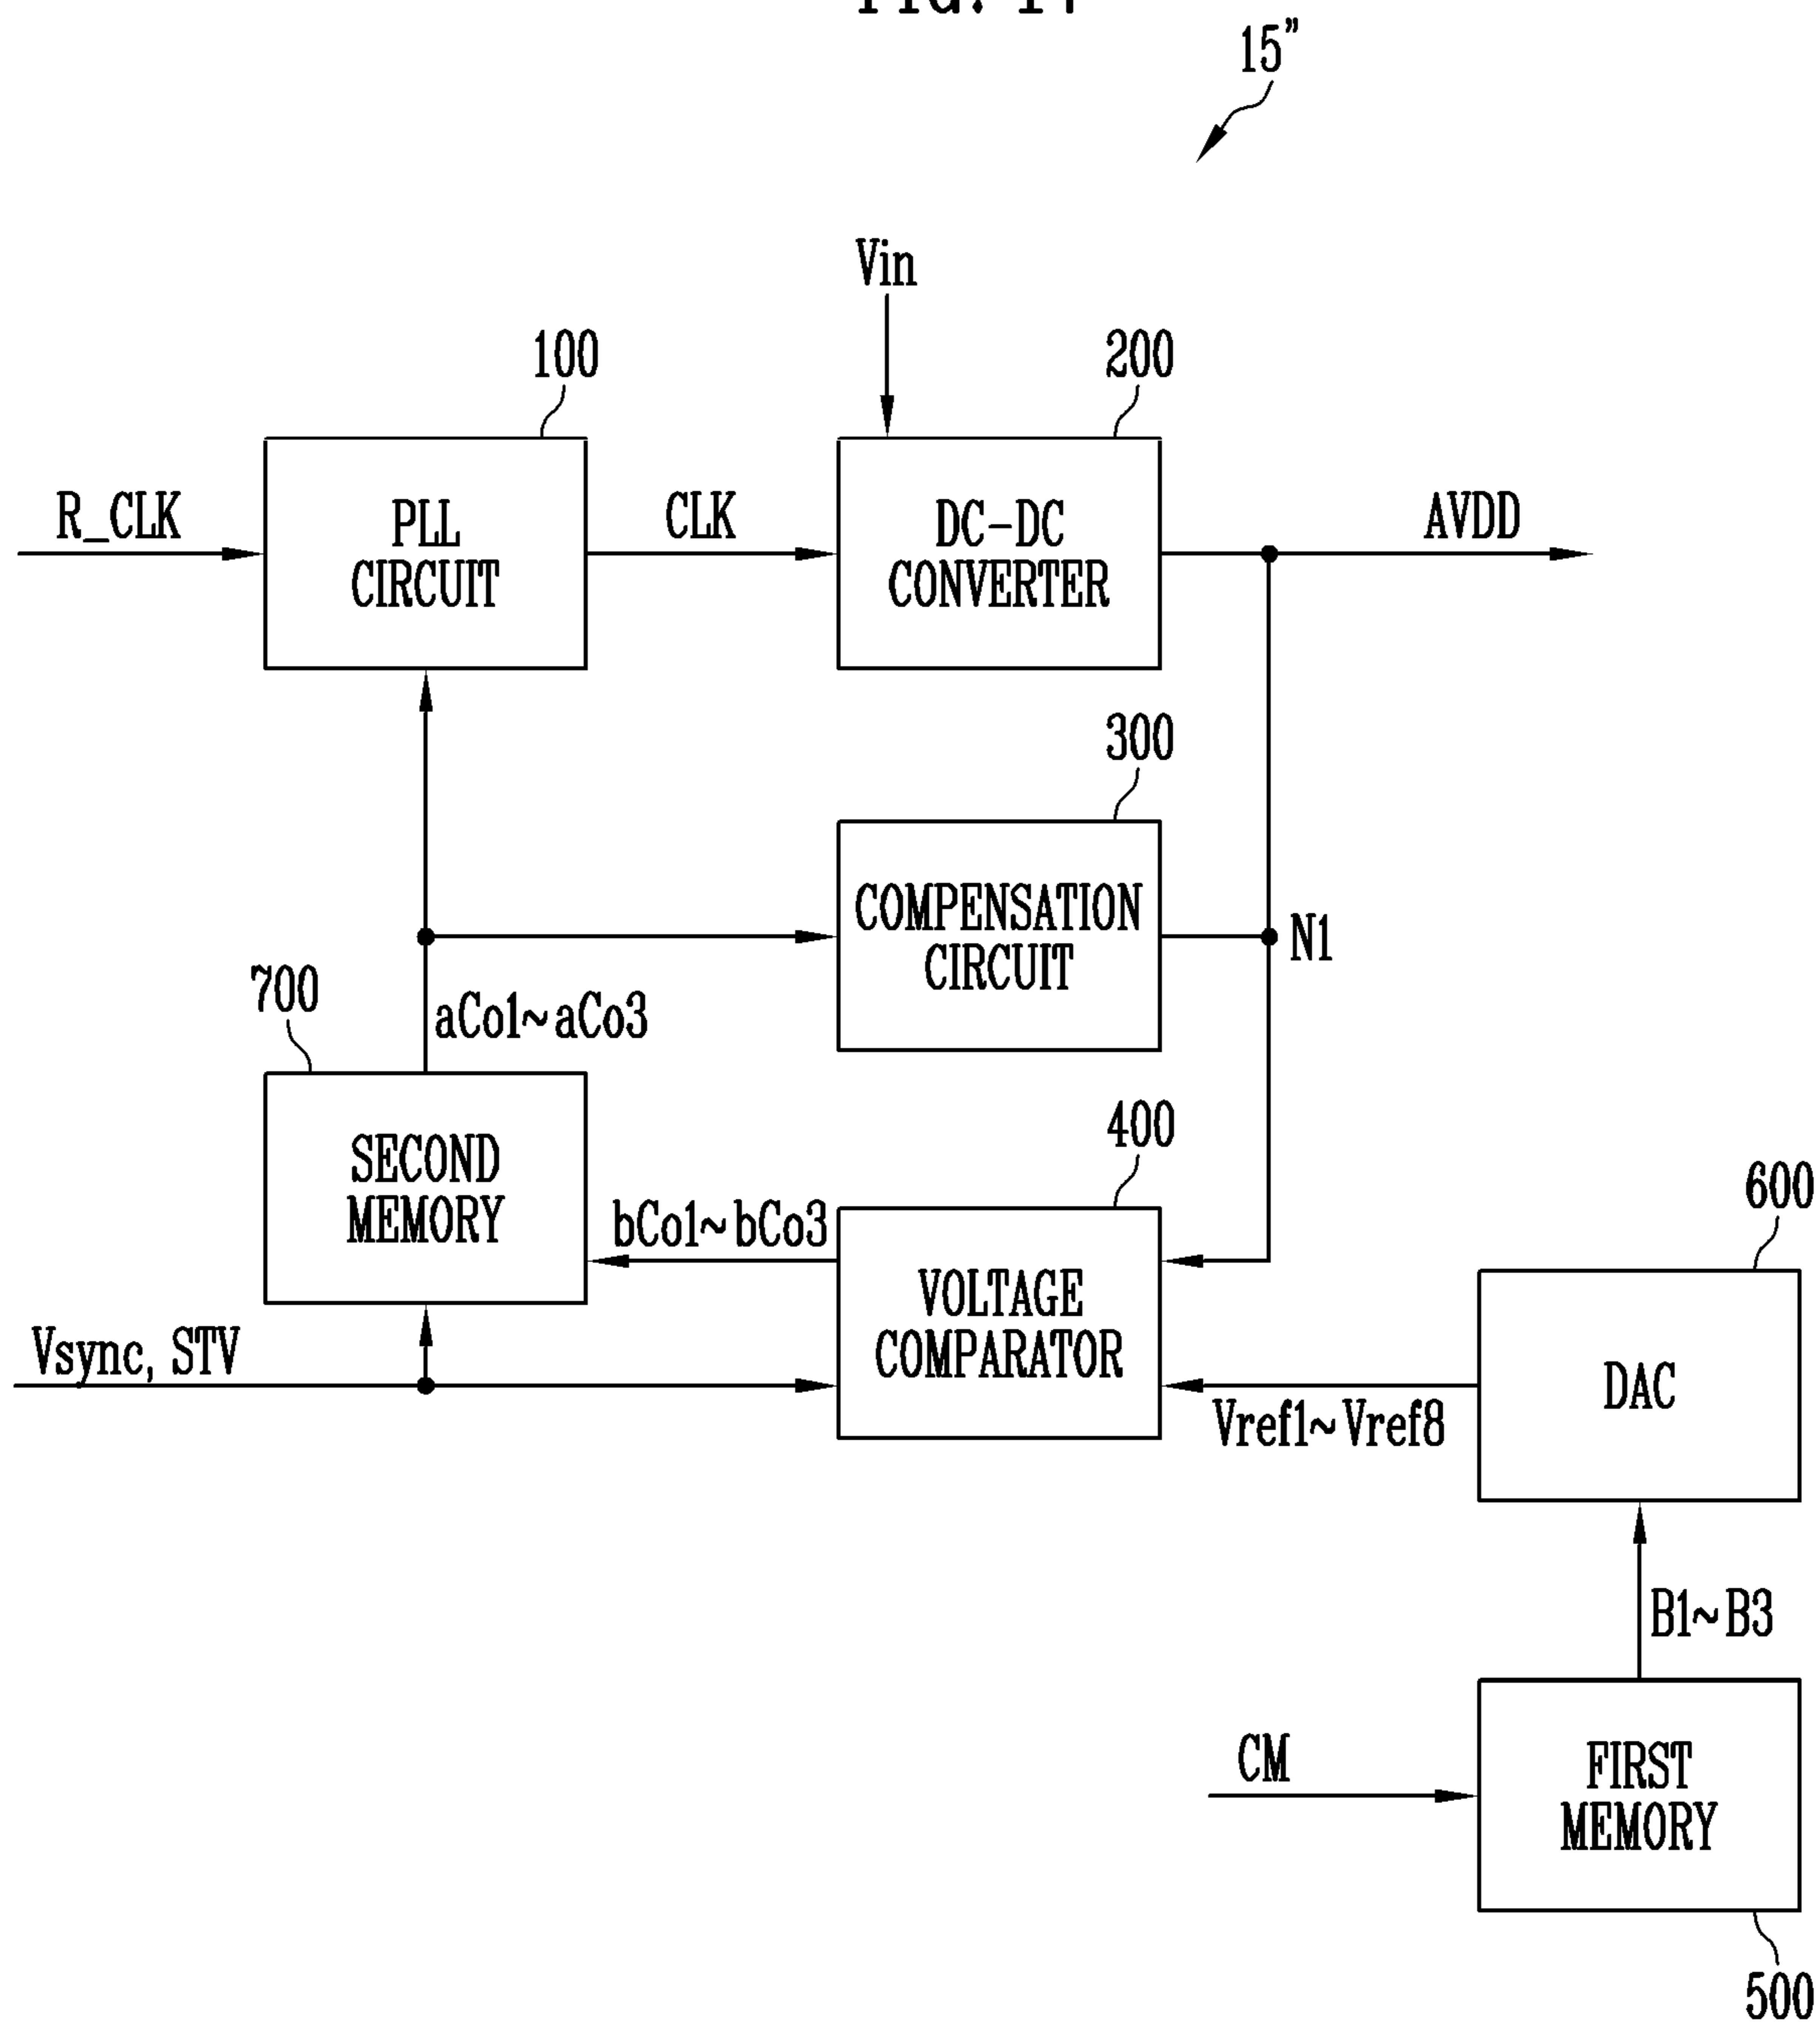 15”
Vin
100
200
R_CLK
PLL
CIRCUIT
CLK
DC-DC
CONVERTER
AVDD
300
COMPENSATION
CIRCUIT
N1
700
aCo1~aCo3
SECOND
MEMORY
400
bCo1~bCo3
VOLTAGE
COMPARATOR
600
Vsync, STV
DAC
Vref1~Vref8
B1~B3
CM
FIRST
MEMORY
500